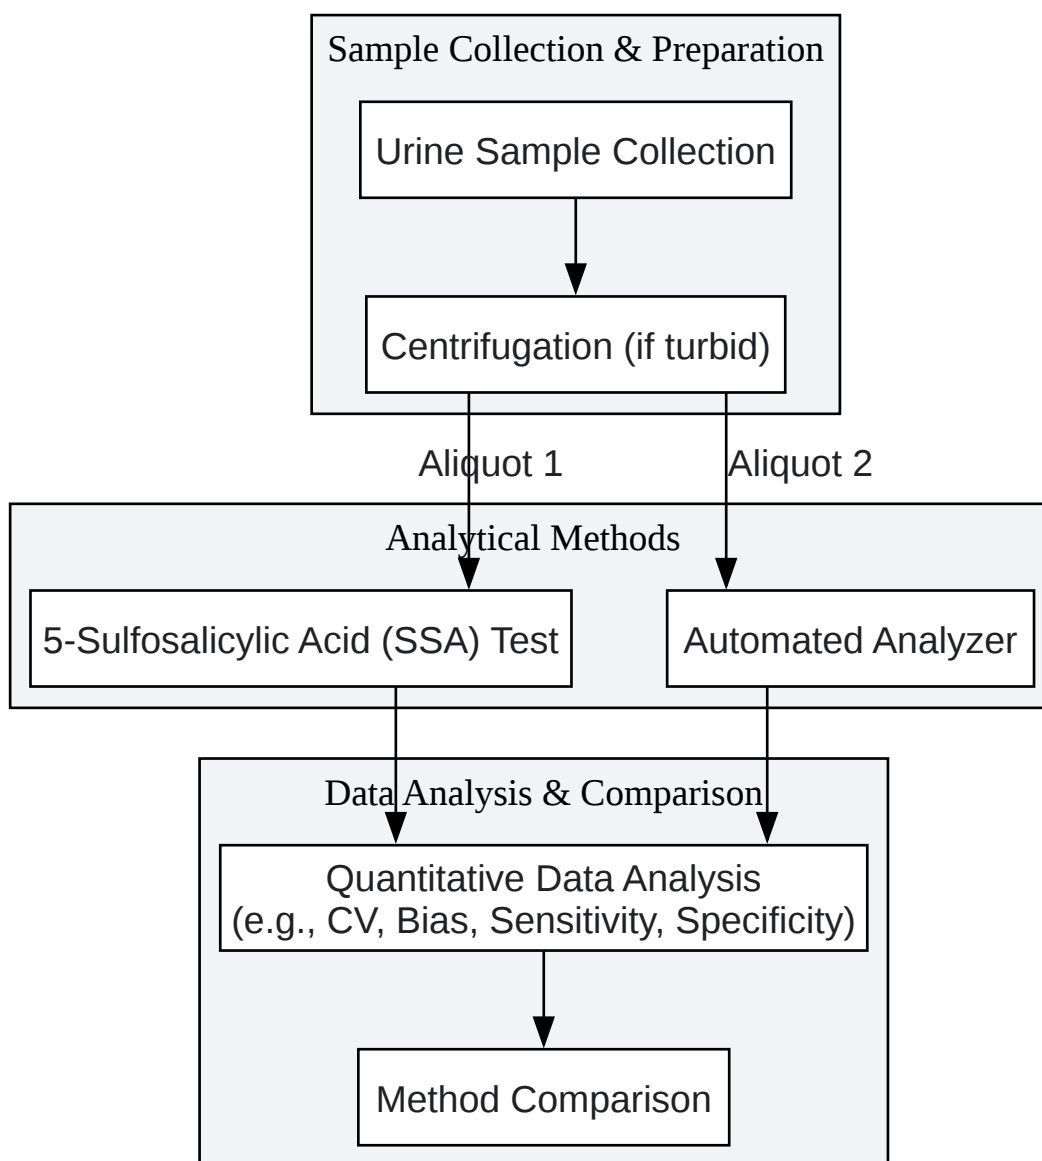 Sample Collection & Preparation
Urine Sample Collection
Centrifugation (if turbid)
Aliquot 1
Aliquot 2
Analytical Methods
5-Sulfosalicylic Acid (SSA) Test
Automated Analyzer
Data Analysis & Comparison
Quantitative Data Analysis
(e.g., CV, Bias, Sensitivity, Specificity)
Method Comparison